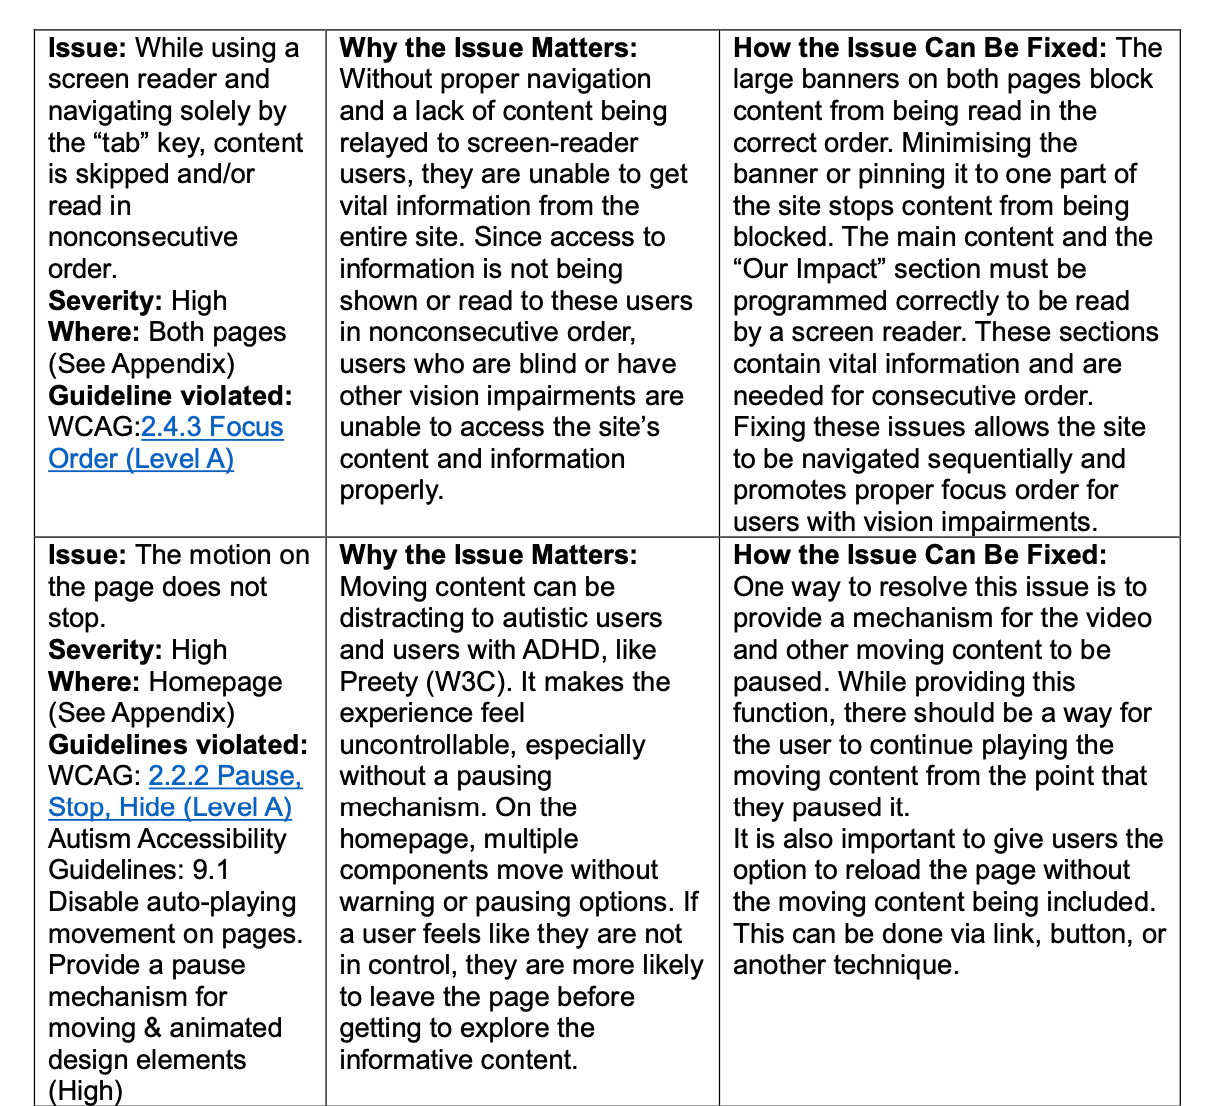 Issue: While using a
screen reader and
navigating solely by
the “tab” key, content
is skipped and/or
read in
nonconsecutive
order.
Severity: High
Where: Both pages
(See Appendix)
Guideline violated:
WCAG:2.4.3 Focus
Order (Level A)
Why the Issue Matters:
Without proper navigation
and a lack of content being
relayed to screen-reader
users, they are unable to get
vital information from the
entire site. Since access to
information is not being
shown or read to these users
in nonconsecutive order,
users who are blind or have
other vision impairments are
unable to access the site’s
content and information
properly.
How the Issue Can Be Fixed: The
large banners on both pages block
content from being read in the
correct order. Minimising the
banner or pinning it to one part of
the site stops content from being
blocked. The main content and the
“Our Impact” section must be
programmed correctly to be read
by a screen reader. These sections
contain vital information and are
needed for consecutive order.
Fixing these issues allows the site
to be navigated sequentially and
promotes proper focus order for
users with vision impairments.
Issue: The motion on
the page does not
stop.
Severity: High
Where: Homepage
(See Appendix)
Guidelines violated:
WCAG: 2.2.2 Pause,
Stop, Hide (Level A)
Autism Accessibility
Guidelines: 9.1
Disable auto-playing
movement on pages.
Provide a pause
mechanism for
moving & animated
design elements
(High)
Why the Issue Matters:
Moving content can be
distracting to autistic users
and users with ADHD, like
Preety (W3C). It makes the
experience feel
uncontrollable, especially
without a pausing
mechanism. On the
homepage, multiple
components move without
warning or pausing options. If
a user feels like they are not
in control, they are more likely
to leave the page before
getting to explore the
informative content.
How the Issue Can Be Fixed:
One way to resolve this issue is to
provide a mechanism for the video
and other moving content to be
paused. While providing this
function, there should be a way for
the user to continue playing the
moving content from the point that
they paused it.
It is also important to give users the
option to reload the page without
the moving content being included.
This can be done via link, button, or
another technique.